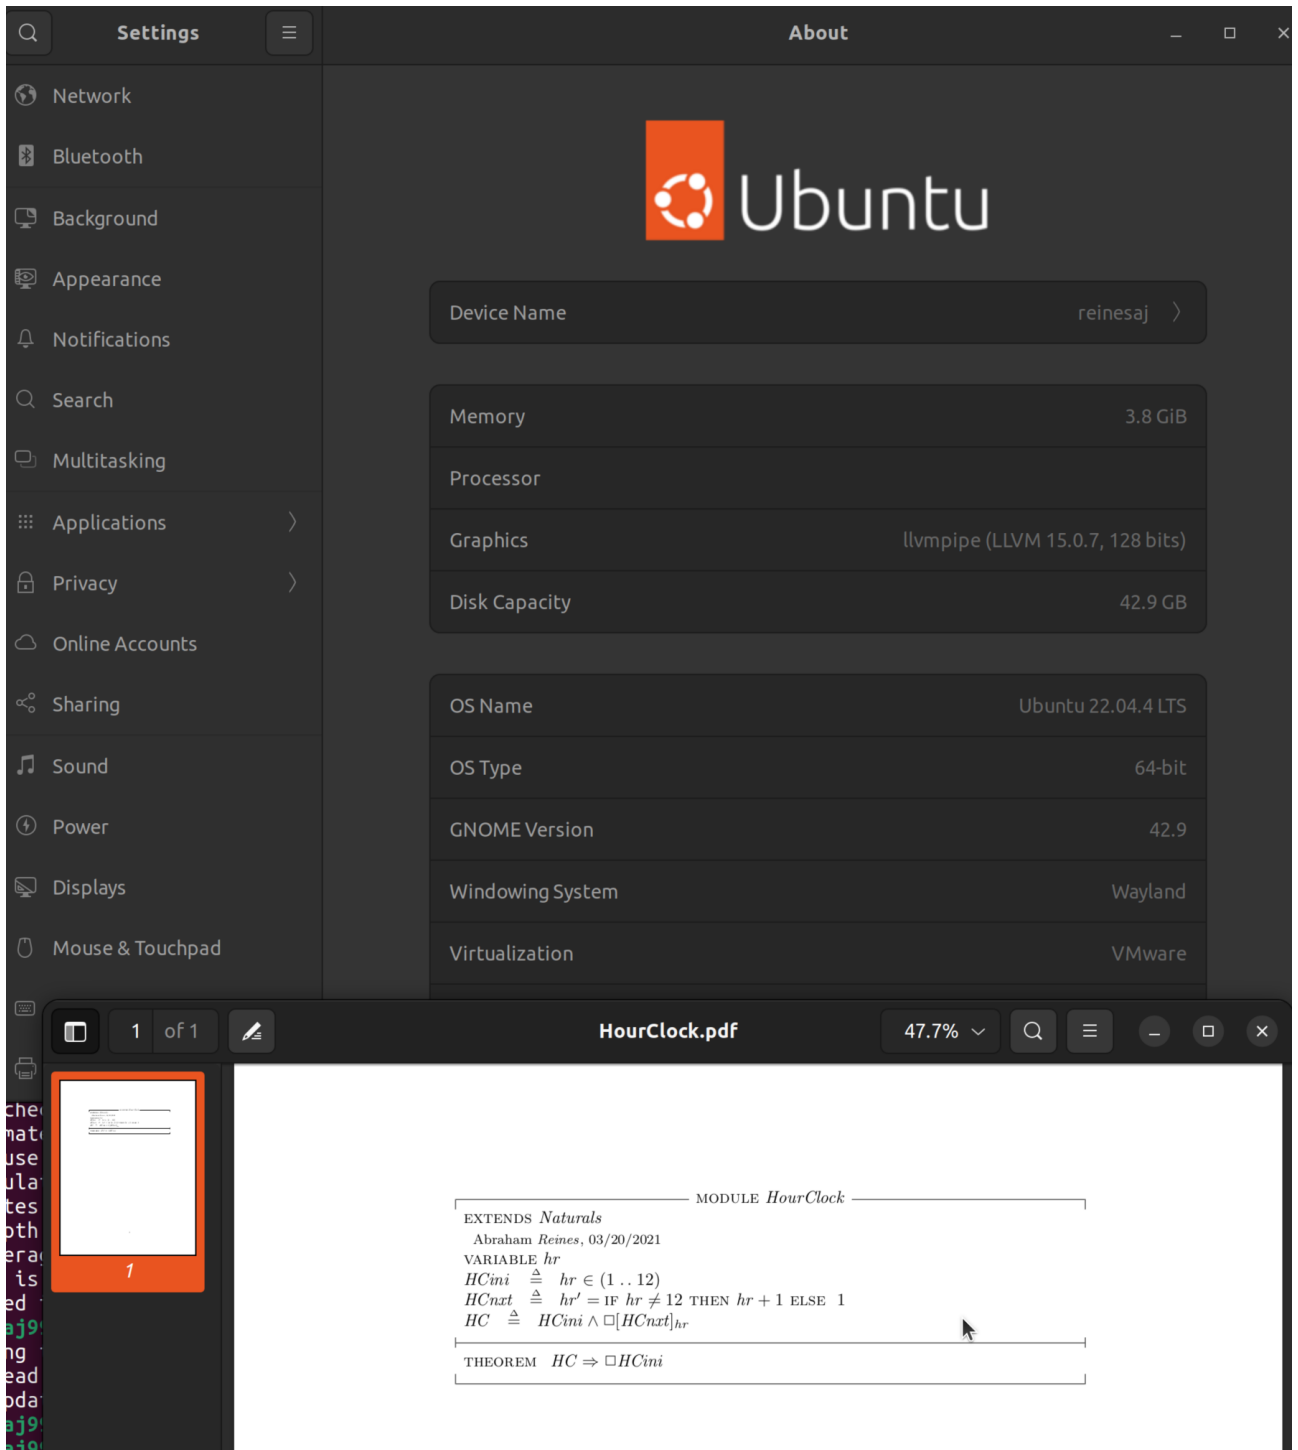 Settings
About
Network
Bluetooth
Background
Appearance
Notifications
Search
Multitasking
Applications
Privacy
Online Accounts
Sharing
Sound
Power
Displays
Mouse & Touchpad
Ubuntu
Device Name reinesaj
Memory 3.8 GiB
Processor
Graphics llvmpipe (LLVM 15.0.7, 128 bits)
Disk Capacity 42.9 GB
OS Name Ubuntu 22.04.4 LTS
OS Type 64-bit
GNOME Version 42.9
Windowing System Wayland
Virtualization VMware
1 of 1
HourClock.pdf
47.7%
1
MODULE HourClock
EXTENDS Naturals
Abraham Reines, 03/20/2021
VARIABLE hr
HCini ≜ hr ∈ (1 .. 12)
HCnxt ≜ hr′ = IF hr ≠ 12 THEN hr + 1 ELSE 1
HC ≜ HCini ∧ □[HCnxt]hr
THEOREM HC ⇒ □HCini